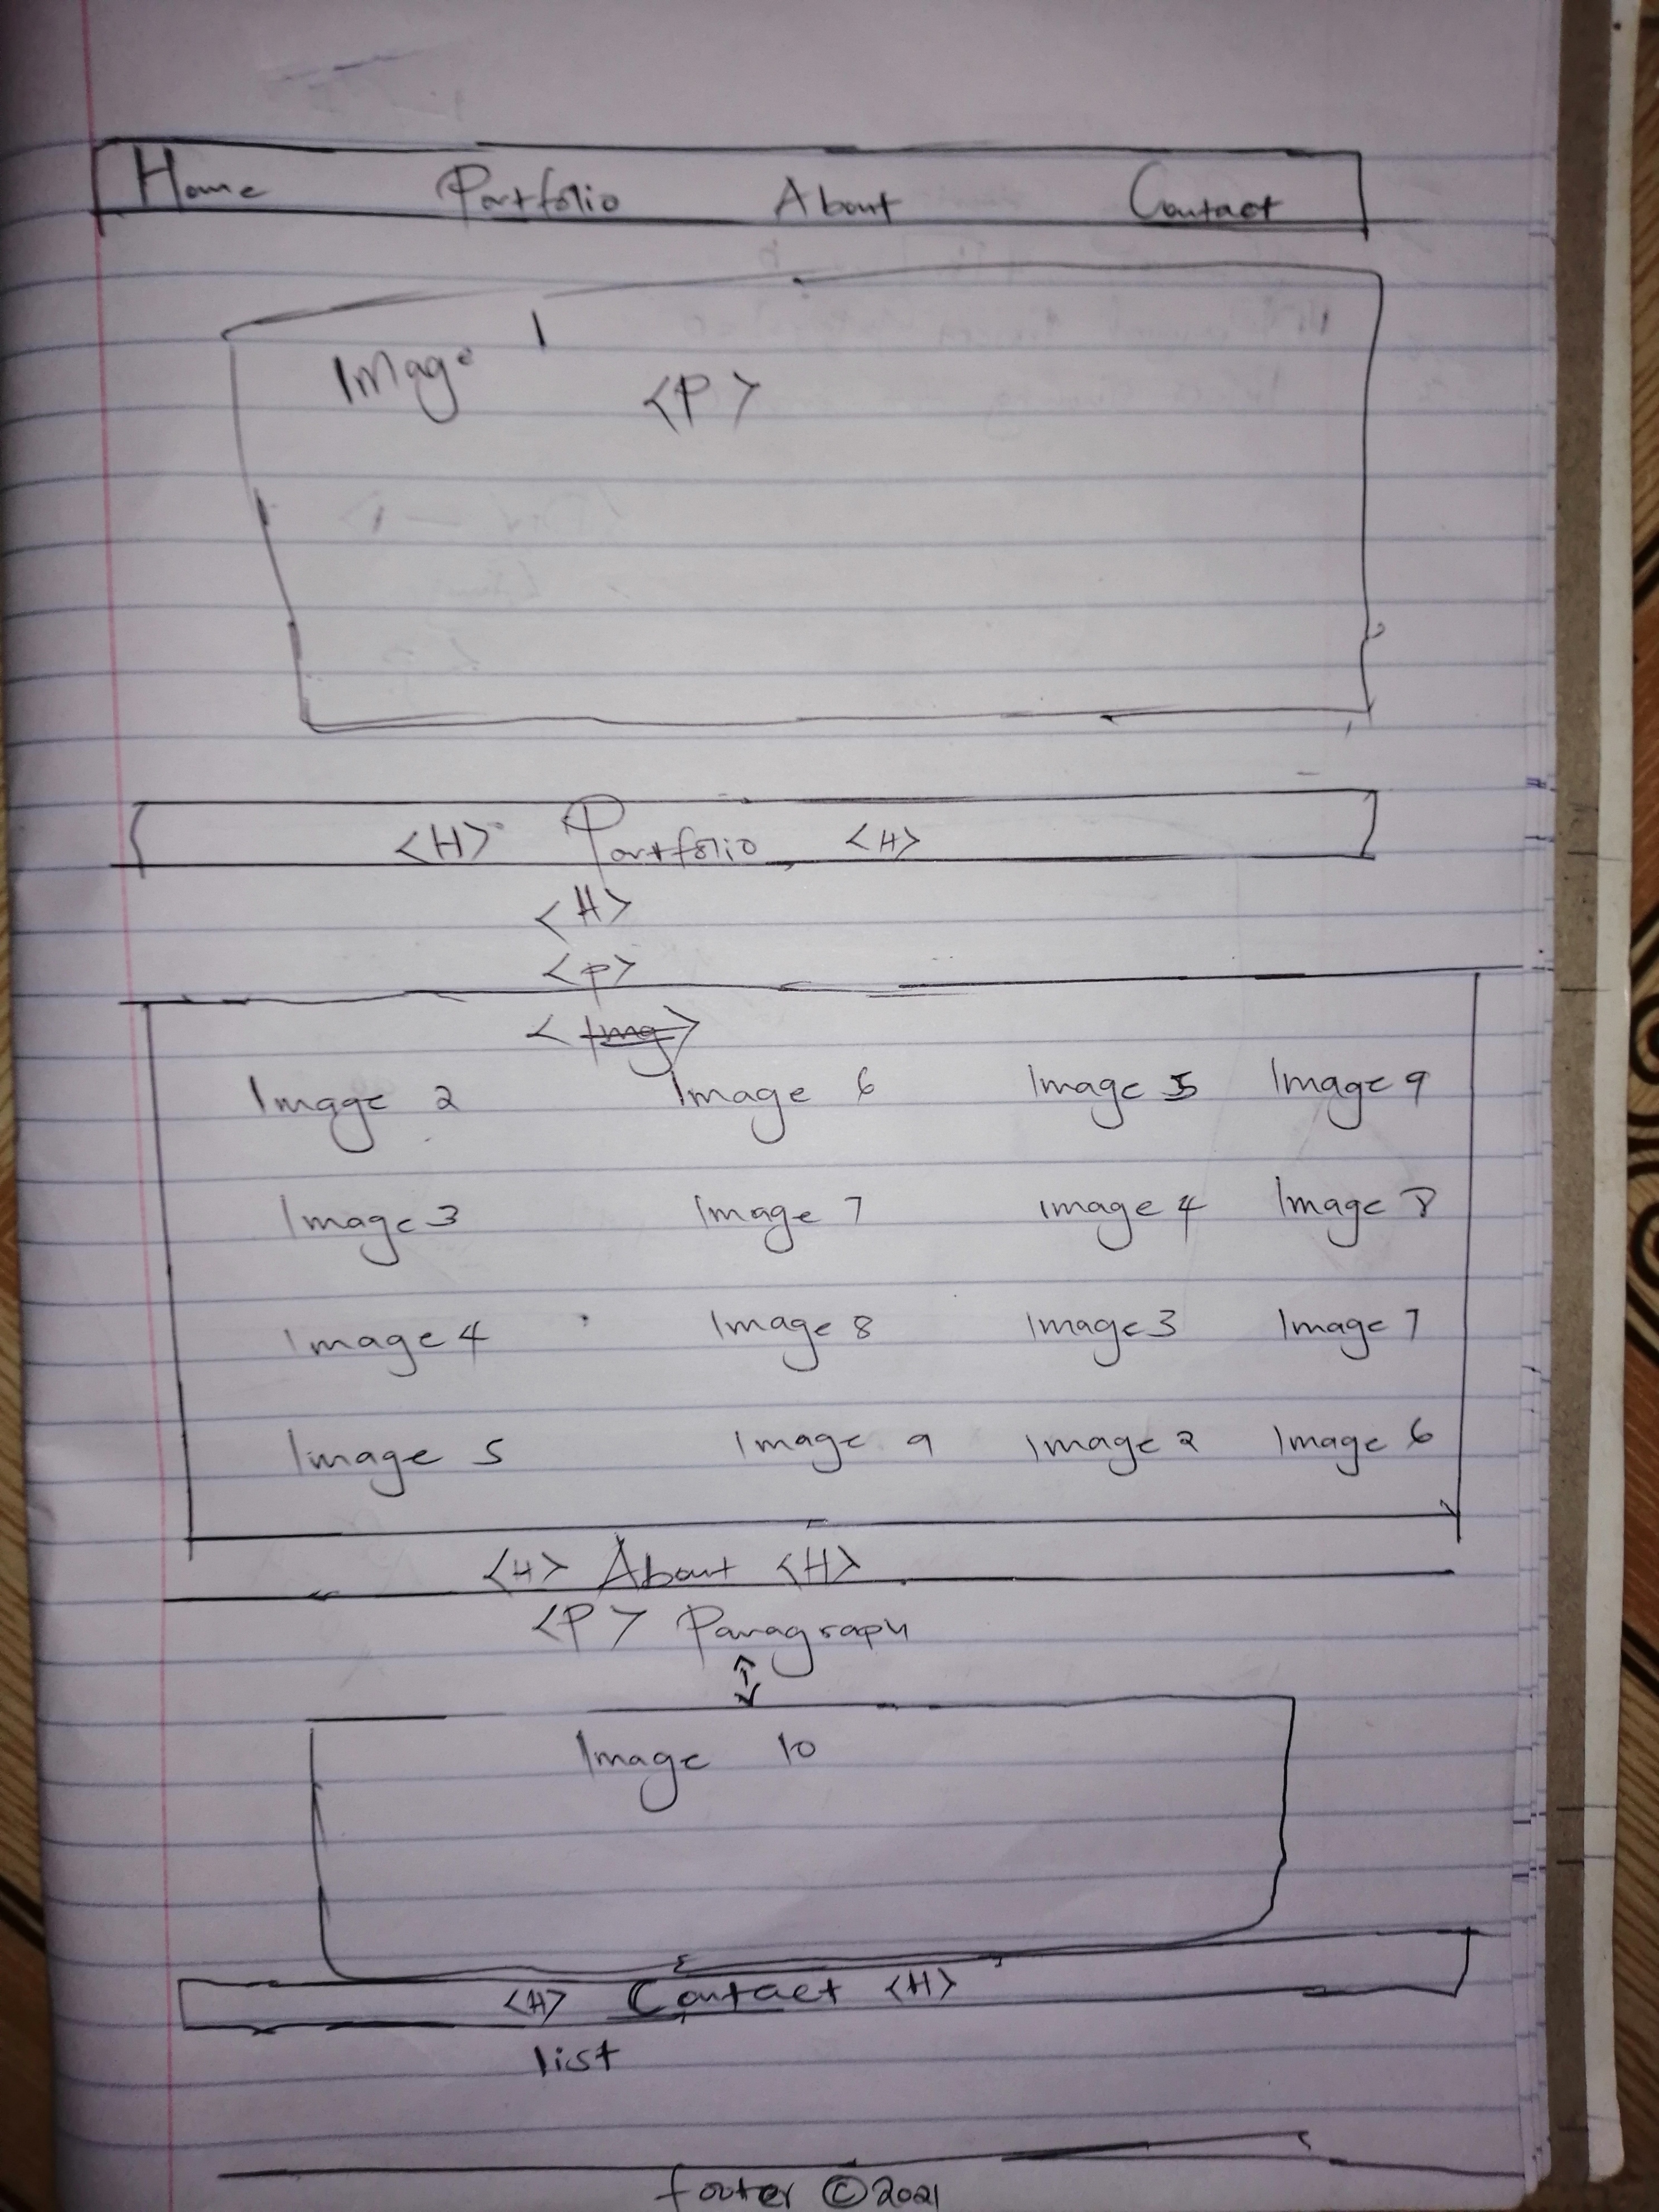 Home Portfolio About Contact
Image 1 <P>
<H> Portfolio <H>
<H>
<P>
<Img>
Image 2 Image 6 Image 5 Image 9
Image 3 Image 7 image 4 Image 8
Image 4 Image 8 Image 3 Image 7
Image 5 Image 9 Image 2 Image 6
<H> About <H>
<P> Paragraph
Image 10
<H> Contact <H>
list
footer © 2021